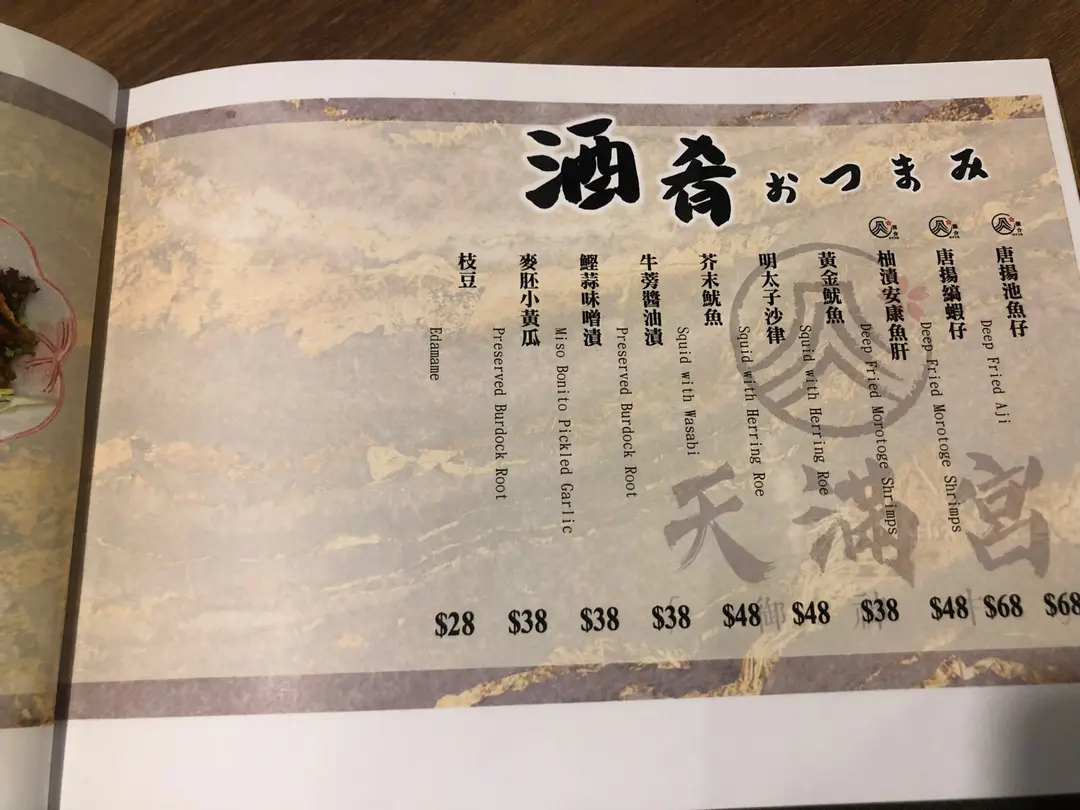 酒肴 おつまみ
唐揚池魚仔
Deep Fried Aji
$68
唐揚縞蝦仔
Deep Fried Morotoge Shrimps
$68
柚漬安康魚肝
Deep Fried Morotoge Shrimps
$48
黃金魷魚
Squid with Herring Roe
$38
明太子沙律
Squid with Herring Roe
$48
芥末魷魚
Squid with Wasabi
$48
牛蒡醬油漬
Preserved Burdock Root
$38
鰹蒜味噌漬
Miso Bonito Pickled Garlic
$38
麥胚小黃瓜
Preserved Burdock Root
$38
枝豆
Edamame
$28
天滿宮
御神